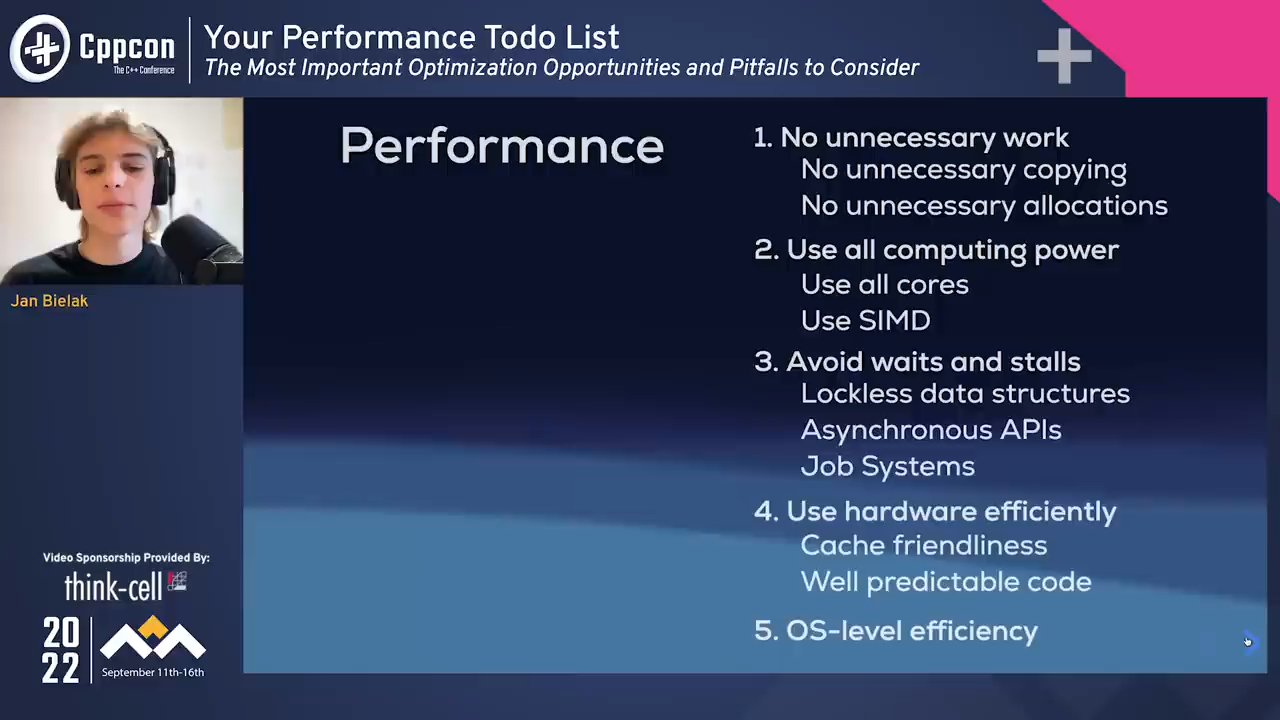 Cppcon
The C++ Conference
Your Performance Todo List
The Most Important Optimization Opportunities and Pitfalls to Consider
Jan Bielak
Video Sponsorship Provided By:
think-cell
2022
September 11th-16th
Performance
1. No unnecessary work
No unnecessary copying
No unnecessary allocations
2. Use all computing power
Use all cores
Use SIMD
3. Avoid waits and stalls
Lockless data structures
Asynchronous APIs
Job Systems
4. Use hardware efficiently
Cache friendliness
Well predictable code
5. OS-level efficiency